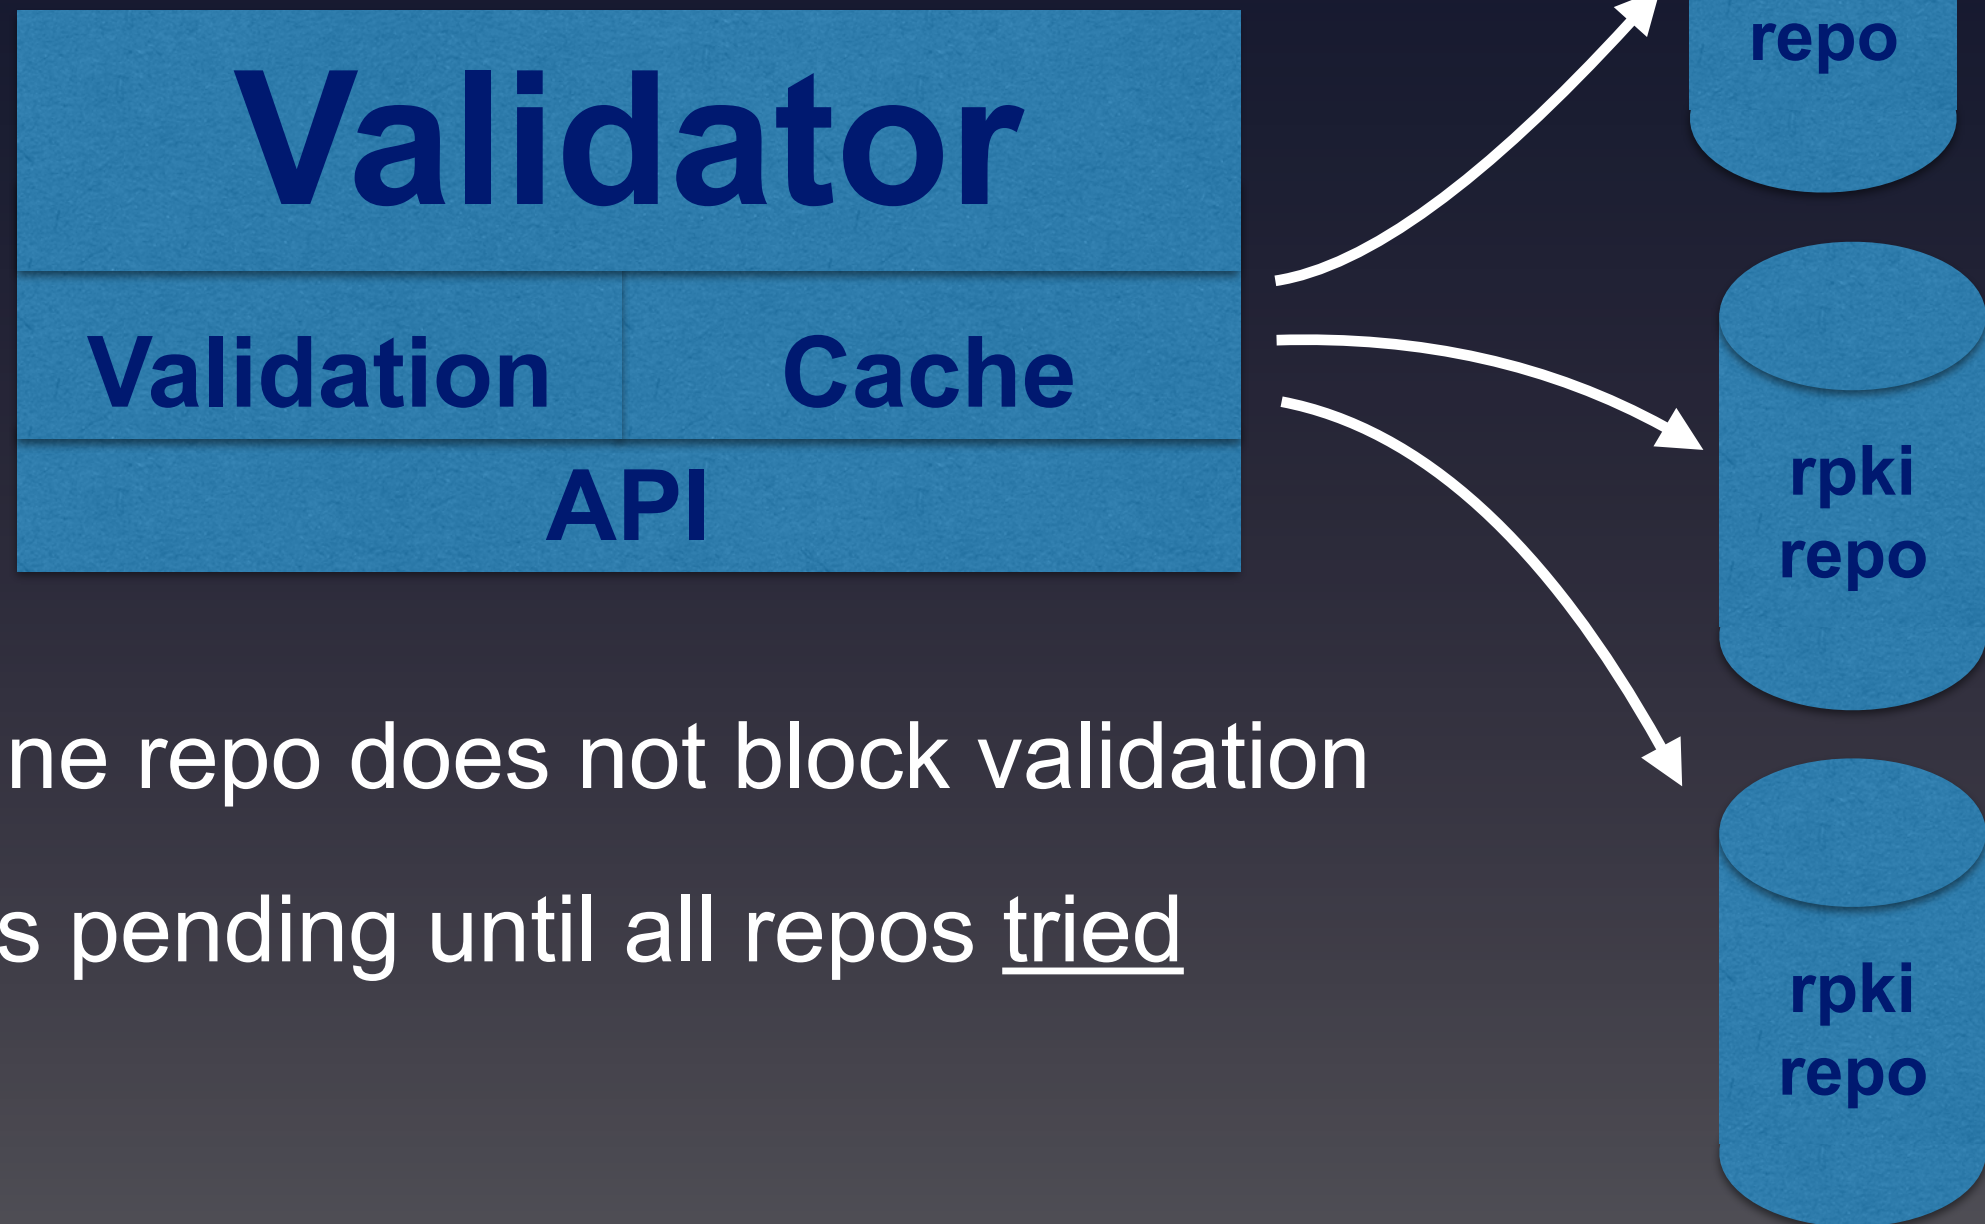 Validator
Validation
Cache
API
repo
rpki
repo
rpki
repo
ne repo does not block validation
s pending until all repos tried